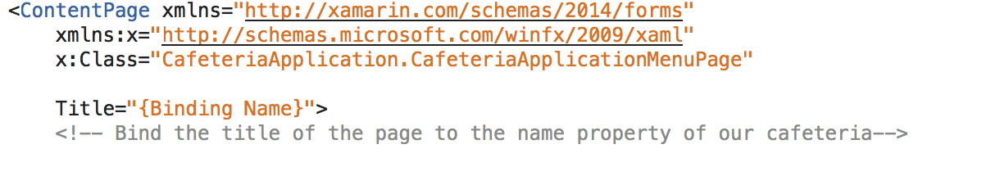 <ContentPage xmlns="http://xamarin.com/schemas/2014/forms"
xmlns:x="http://schemas.microsoft.com/winfx/2009/xaml"
x:Class="CafeteriaApplication.CafeteriaApplicationMenuPage"
Title="{Binding Name}">
<!-- Bind the title of the page to the name property of our cafeteria-->